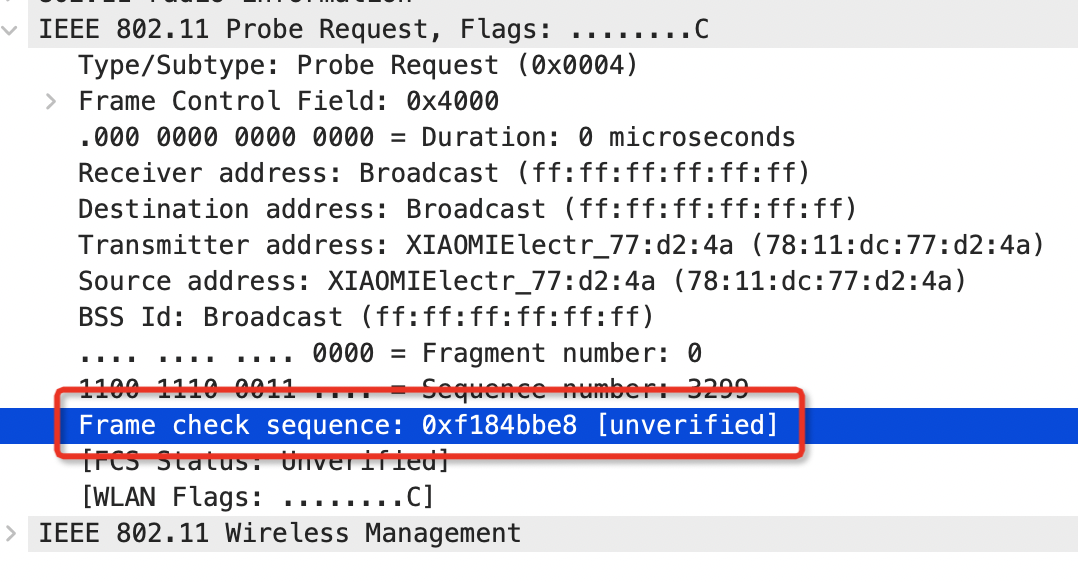 802.11 radio information
IEEE 802.11 Probe Request, Flags: ........C
Type/Subtype: Probe Request (0x0004)
Frame Control Field: 0x4000
.000 0000 0000 0000 = Duration: 0 microseconds
Receiver address: Broadcast (ff:ff:ff:ff:ff:ff)
Destination address: Broadcast (ff:ff:ff:ff:ff:ff)
Transmitter address: XIAOMIElectr_77:d2:4a (78:11:dc:77:d2:4a)
Source address: XIAOMIElectr_77:d2:4a (78:11:dc:77:d2:4a)
BSS Id: Broadcast (ff:ff:ff:ff:ff:ff)
.... .... .... 0000 = Fragment number: 0
1100 1110 0011 .... = Sequence number: 3299
Frame check sequence: 0xf184bbe8 [unverified]
[FCS Status: Unverified]
[WLAN Flags: ........C]
IEEE 802.11 Wireless Management